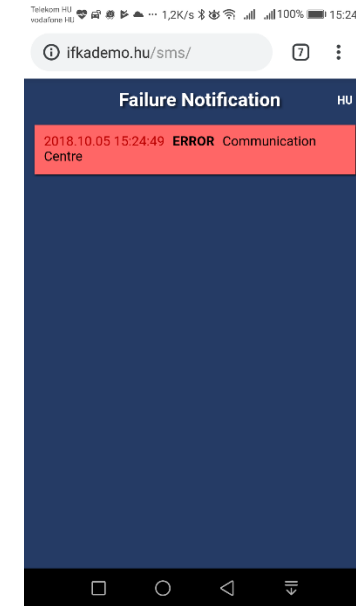 Telekom HU
vodafone HU
1,2K/s
100%
15:24
ifkademo.hu/sms/
7
Failure Notification
HU
2018.10.05 15:24:49 ERROR Communication
Centre